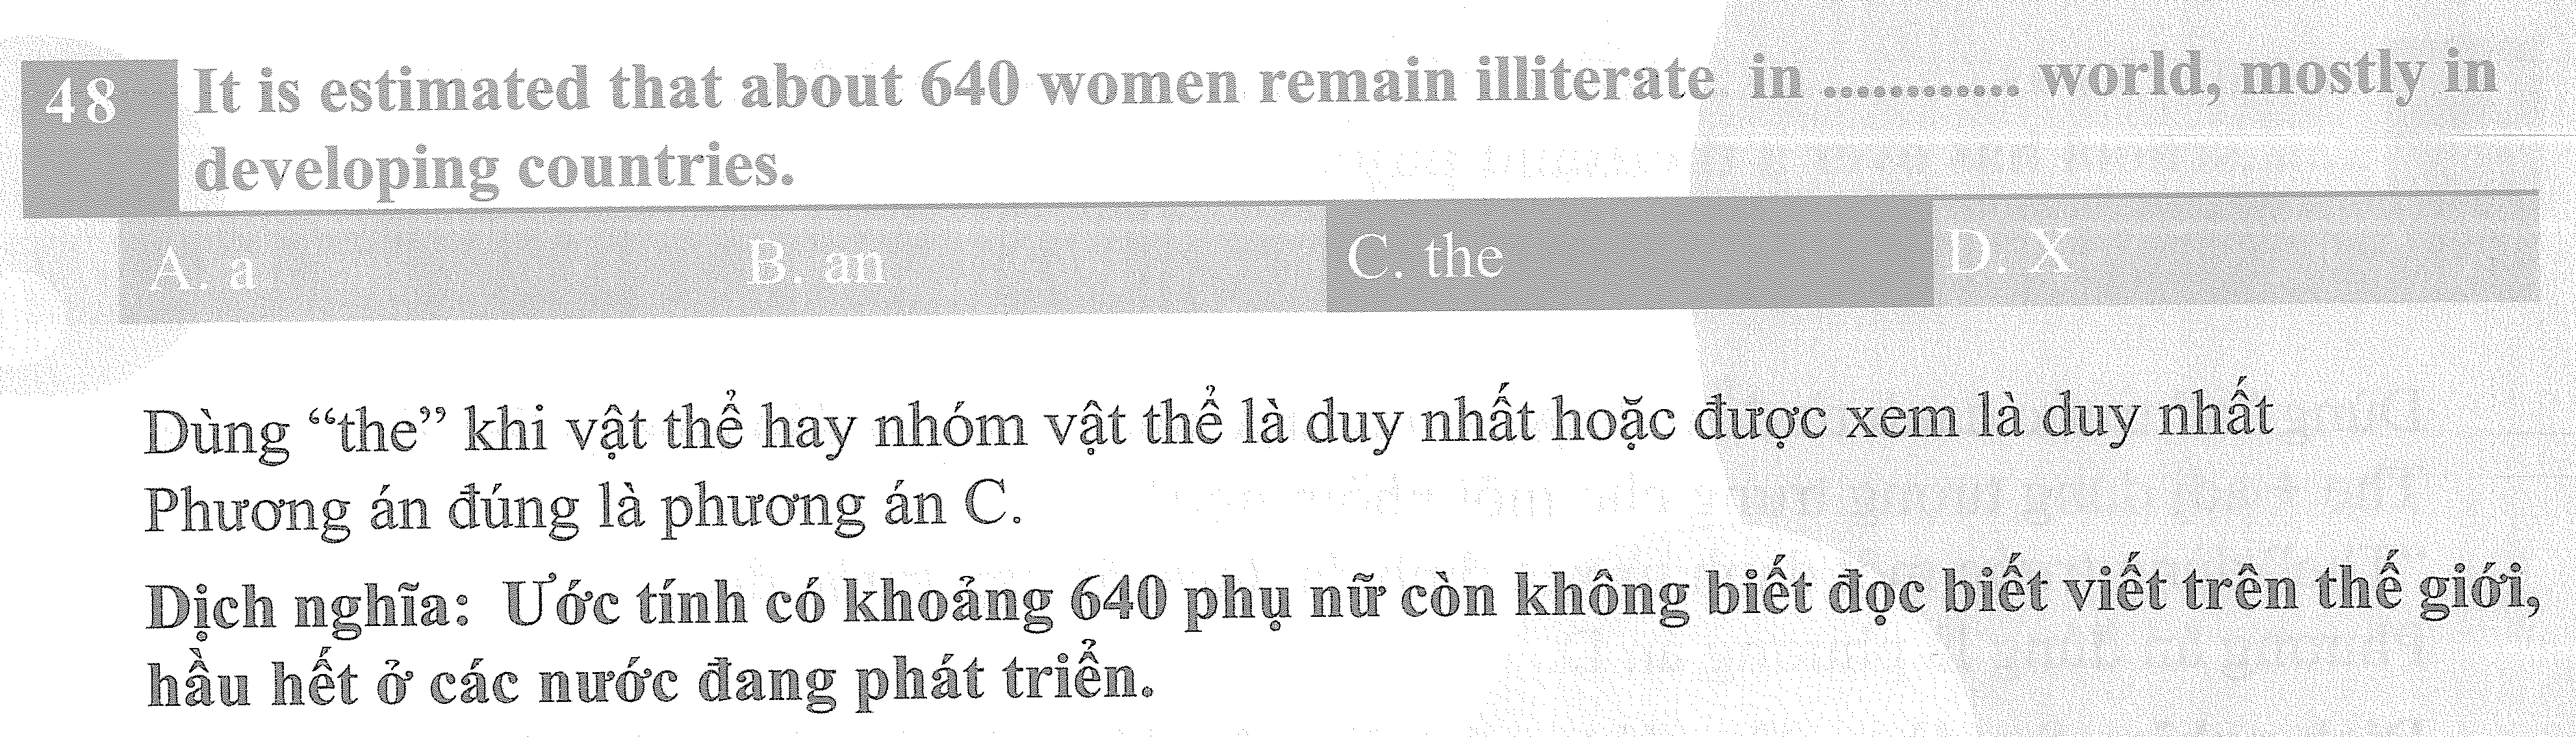 48 It is estimated that about 640 women remain illiterate in ............ world, mostly in
developing countries.
A. a B. an C. the D. X
Dùng “the” khi vật thể hay nhóm vật thể là duy nhất hoặc được xem là duy nhất
Phương án đúng là phương án C.
Dịch nghĩa: Ước tính có khoảng 640 phụ nữ còn không biết đọc biết viết trên thế giới,
hầu hết ở các nước đang phát triển.